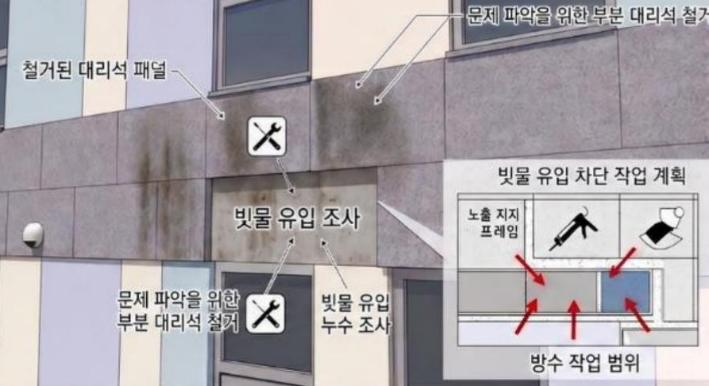 문제 파악을 위한 부분 대리석 철거
철거된 대리석 패널
빗물 유입 조사
문제 파악을 위한
부분 대리석 철거
빗물 유입
누수 조사
빗물 유입 차단 작업 계획
노출 지지
프레임
방수 작업 범위